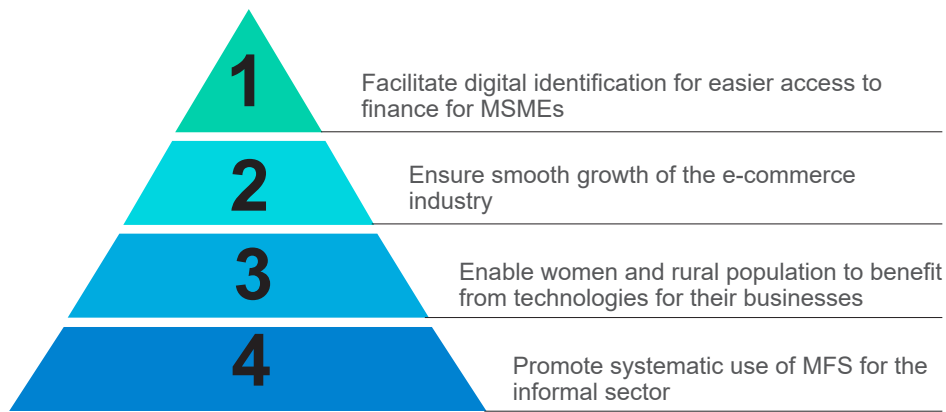 1
Facilitate digital identification for easier access to
finance for MSMEs
2
Ensure smooth growth of the e-commerce
industry
3
Enable women and rural population to benefit
from technologies for their businesses
4
Promote systematic use of MFS for the
informal sector